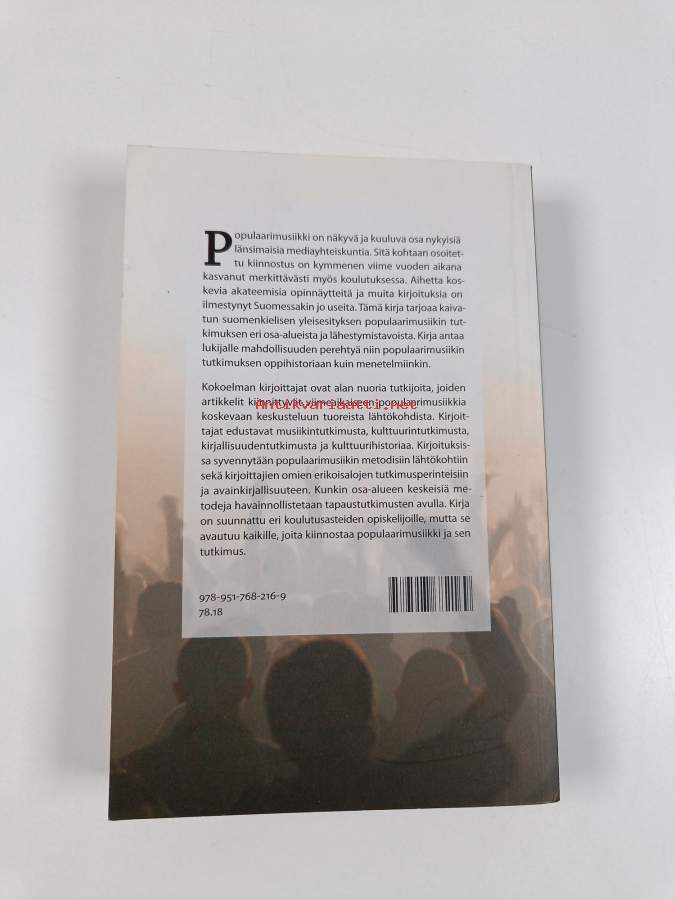 Populaarimusiikki on näkyvä ja kuuluva osa nykyisiä
länsimaisia mediayhteiskuntia. Sitä kohtaan osoitet-
tu kiinnostus on kymmenen viime vuoden aikana
kasvanut merkittävästi myös koulutuksessa. Aihetta kos-
kevia akateemisia opinnäytteitä ja muita kirjoituksia on
ilmestynyt Suomessakin jo useita. Tämä kirja tarjoaa kaiva-
tun suomenkielisen yleisesityksen populaarimusiikin tut-
kimuksen eri osa-alueista ja lähestymistavoista. Kirja antaa
lukijalle mahdollisuuden perehtyä niin populaarimusiikin
tutkimuksen oppihistoriaan kuin menetelmiinkin.
Kokoelman kirjoittajat ovat alan nuoria tutkijoita, joiden
artikkelit kiinnittyvät viimeaikaiseen populaarimusiikkia
Antikvariaatti.net
koskevaan keskusteluun tuoreista lähtökohdista. Kirjoit-
tajat edustavat musiikintutkimusta, kulttuurintutkimusta,
kirjallisuudentutkimusta ja kulttuurihistoriaa. Kirjoituksis-
sa syvennytään populaarimusiikin metodisiin lähtökohtiin
sekä kirjoittajien omien erikoisalojen tutkimusperinteisiin
ja avainkirjallisuuteen. Kunkin osa-alueen keskeisiä me-
todeja havainnollistetaan tapaustutkimusten avulla. Kirja
on suunnattu eri koulutusasteiden opiskelijoille, mutta se
avautuu kaikille, joita kiinnostaa populaarimusiikki ja sen
tutkimus.
978-951-768-216-9
78.18